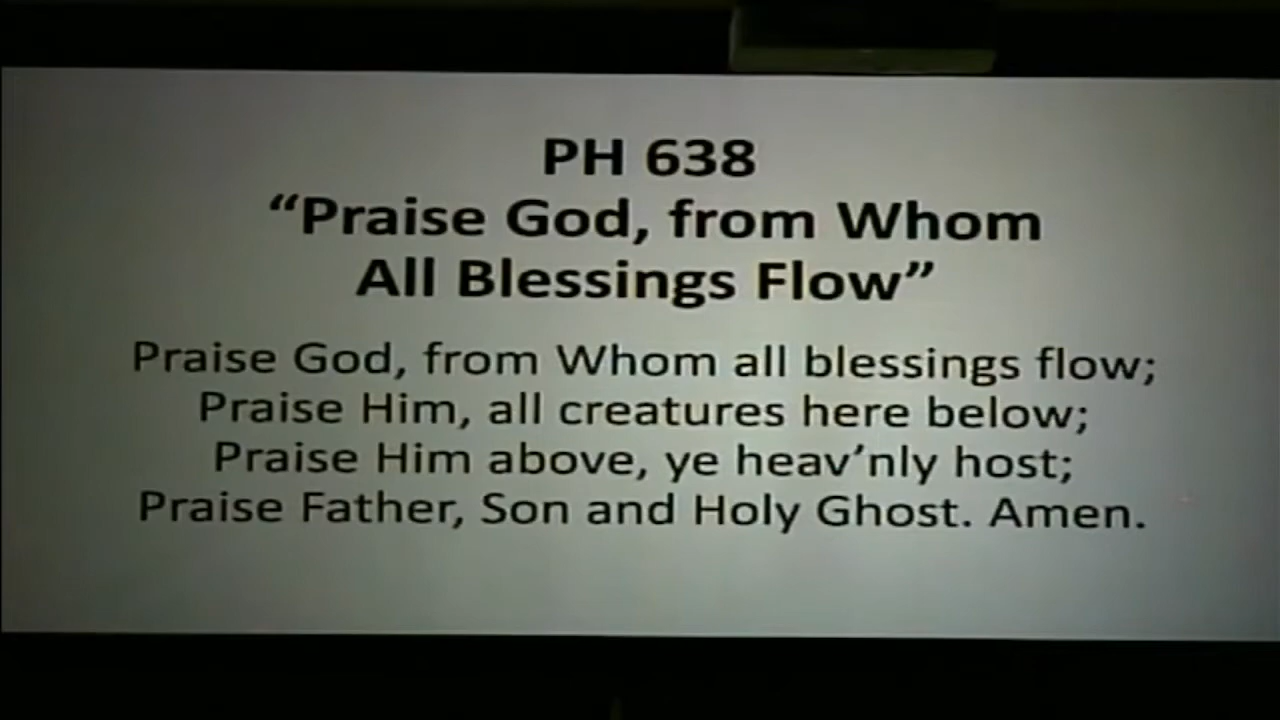 PH 638
“Praise God, from Whom
All Blessings Flow”
Praise God, from Whom all blessings flow;
Praise Him, all creatures here below;
Praise Him above, ye heav’nly host;
Praise Father, Son and Holy Ghost. Amen.